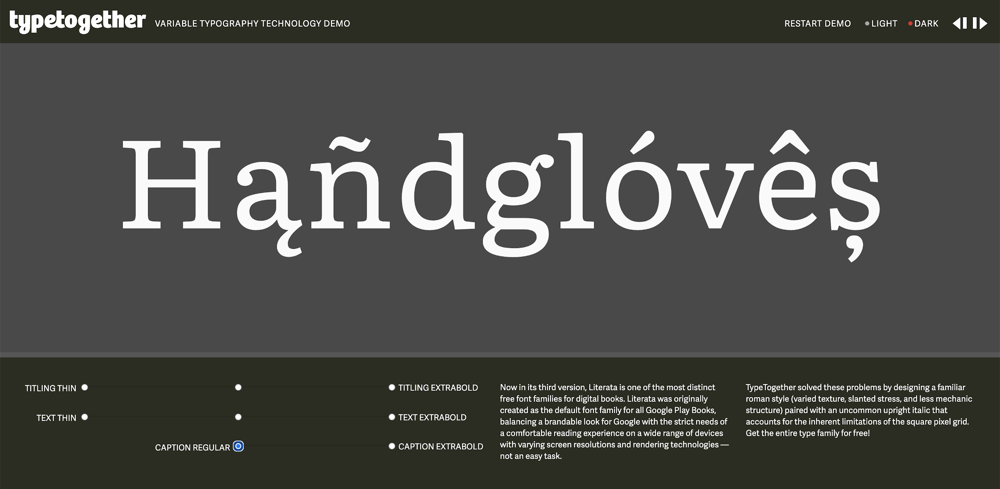 typetogether VARIABLE TYPOGRAPHY TECHNOLOGY DEMO RESTART DEMO LIGHT DARK
Hąñdglóvêș
TITLING THIN TITLING EXTRABOLD
TEXT THIN TEXT EXTRABOLD
CAPTION REGULAR CAPTION EXTRABOLD
Now in its third version, Literata is one of the most distinct
free font families for digital books. Literata was originally
created as the default font family for all Google Play Books,
balancing a brandable look for Google with the strict needs of
a comfortable reading experience on a wide range of devices
with varying screen resolutions and rendering technologies —
not an easy task.
TypeTogether solved these problems by designing a familiar
roman style (varied texture, slanted stress, and less mechanic
structure) paired with an uncommon upright italic that
accounts for the inherent limitations of the square pixel grid.
Get the entire type family for free!